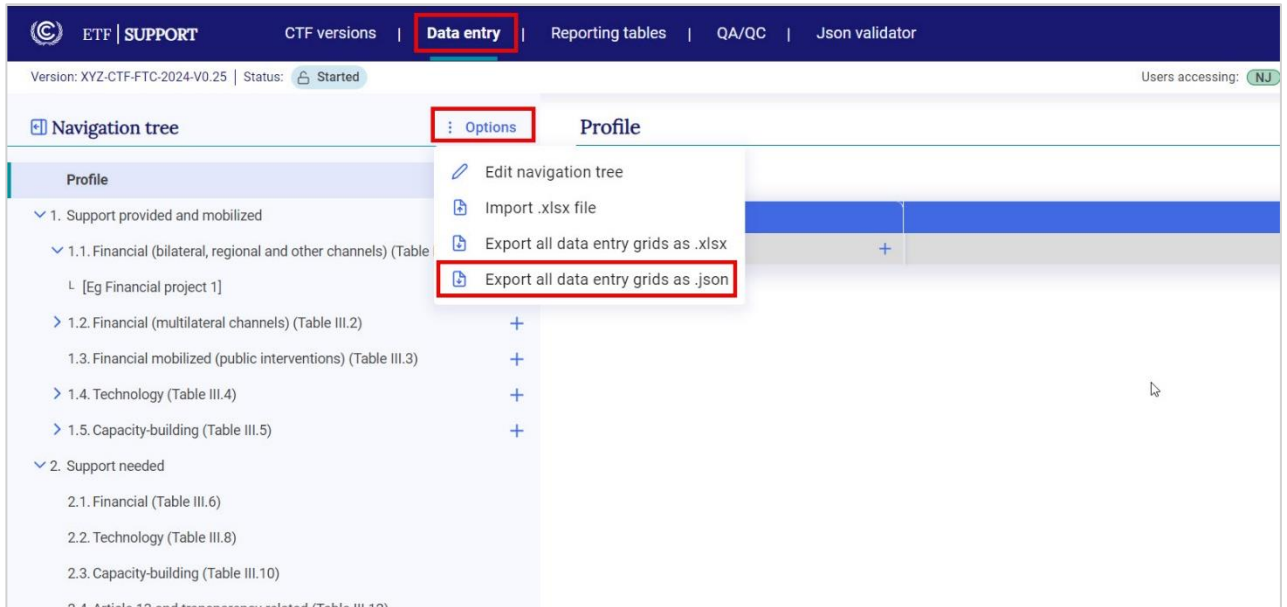 ETF | SUPPORT CTF versions | Data entry | Reporting tables | QA/QC | Json validator
Version: XYZ-CTF-FTC-2024-V0.25 | Status: Started Users accessing: NJ
Navigation tree Options Profile
Profile
Edit navigation tree
1. Support provided and mobilized
Import .xlsx file
1.1. Financial (bilateral, regional and other channels) (Table
Export all data entry grids as .xlsx
[Eg Financial project 1]
Export all data entry grids as .json
1.2. Financial (multilateral channels) (Table III.2)
1.3. Financial mobilized (public interventions) (Table III.3)
1.4. Technology (Table III.4)
1.5. Capacity-building (Table III.5)
2. Support needed
2.1. Financial (Table III.6)
2.2. Technology (Table III.8)
2.3. Capacity-building (Table III.10)